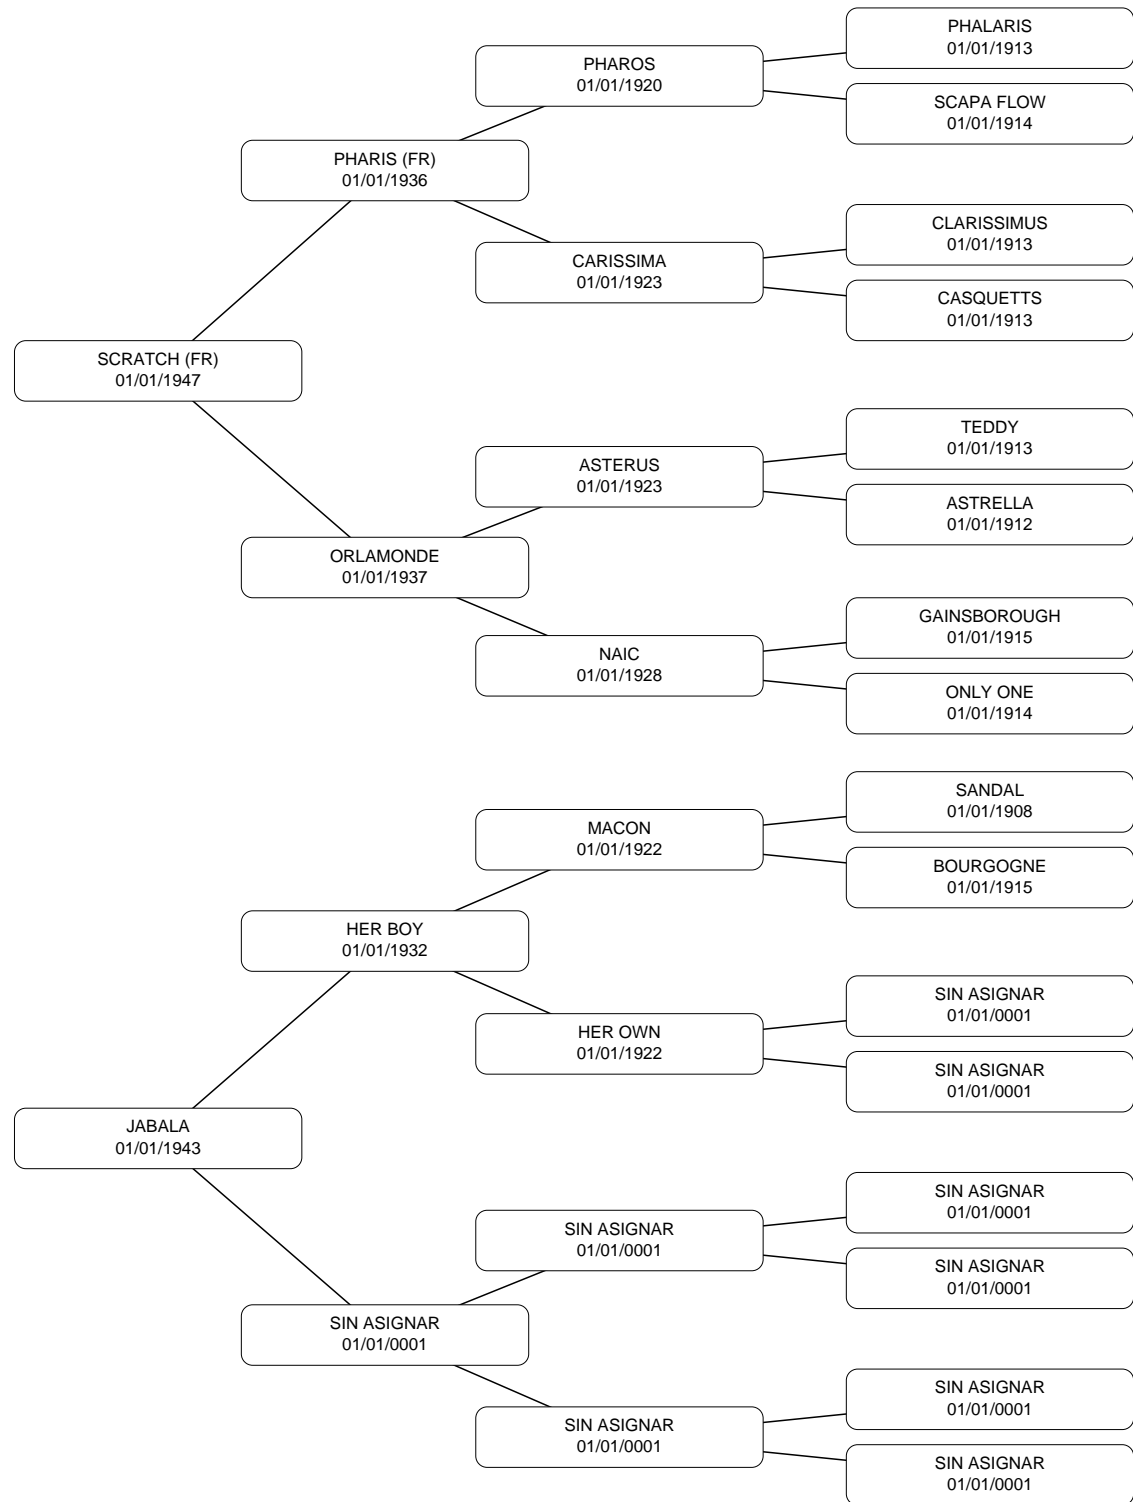 PHALARIS
01/01/1913
PHAROS
01/01/1920
SCAPA FLOW
01/01/1914
PHARIS (FR)
01/01/1936
CLARISSIMUS
01/01/1913
CARISSIMA
01/01/1923
CASQUETTS
01/01/1913
SCRATCH (FR)
01/01/1947
TEDDY
01/01/1913
ASTERUS
01/01/1923
ASTRELLA
01/01/1912
ORLAMONDE
01/01/1937
GAINSBOROUGH
01/01/1915
NAIC
01/01/1928
ONLY ONE
01/01/1914
SANDAL
01/01/1908
MACON
01/01/1922
BOURGOGNE
01/01/1915
HER BOY
01/01/1932
SIN ASIGNAR
01/01/0001
HER OWN
01/01/1922
SIN ASIGNAR
01/01/0001
JABALA
01/01/1943
SIN ASIGNAR
01/01/0001
SIN ASIGNAR
01/01/0001
SIN ASIGNAR
01/01/0001
SIN ASIGNAR
01/01/0001
SIN ASIGNAR
01/01/0001
SIN ASIGNAR
01/01/0001
SIN ASIGNAR
01/01/0001